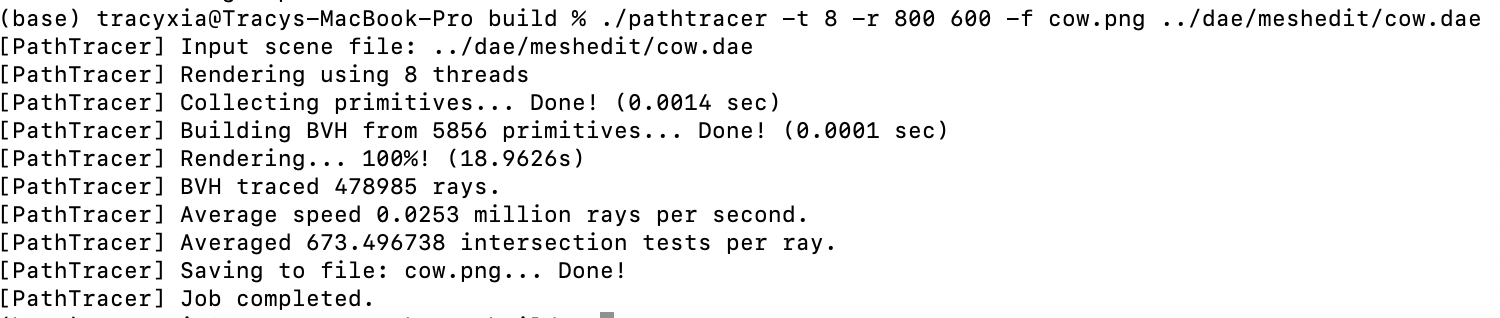 (base) tracyxia@Tracys-MacBook-Pro build % ./pathtracer -t 8 -r 800 600 -f cow.png ../dae/meshedit/cow.dae
[PathTracer] Input scene file: ../dae/meshedit/cow.dae
[PathTracer] Rendering using 8 threads
[PathTracer] Collecting primitives... Done! (0.0014 sec)
[PathTracer] Building BVH from 5856 primitives... Done! (0.0001 sec)
[PathTracer] Rendering... 100%! (18.9626s)
[PathTracer] BVH traced 478985 rays.
[PathTracer] Average speed 0.0253 million rays per second.
[PathTracer] Averaged 673.496738 intersection tests per ray.
[PathTracer] Saving to file: cow.png... Done!
[PathTracer] Job completed.